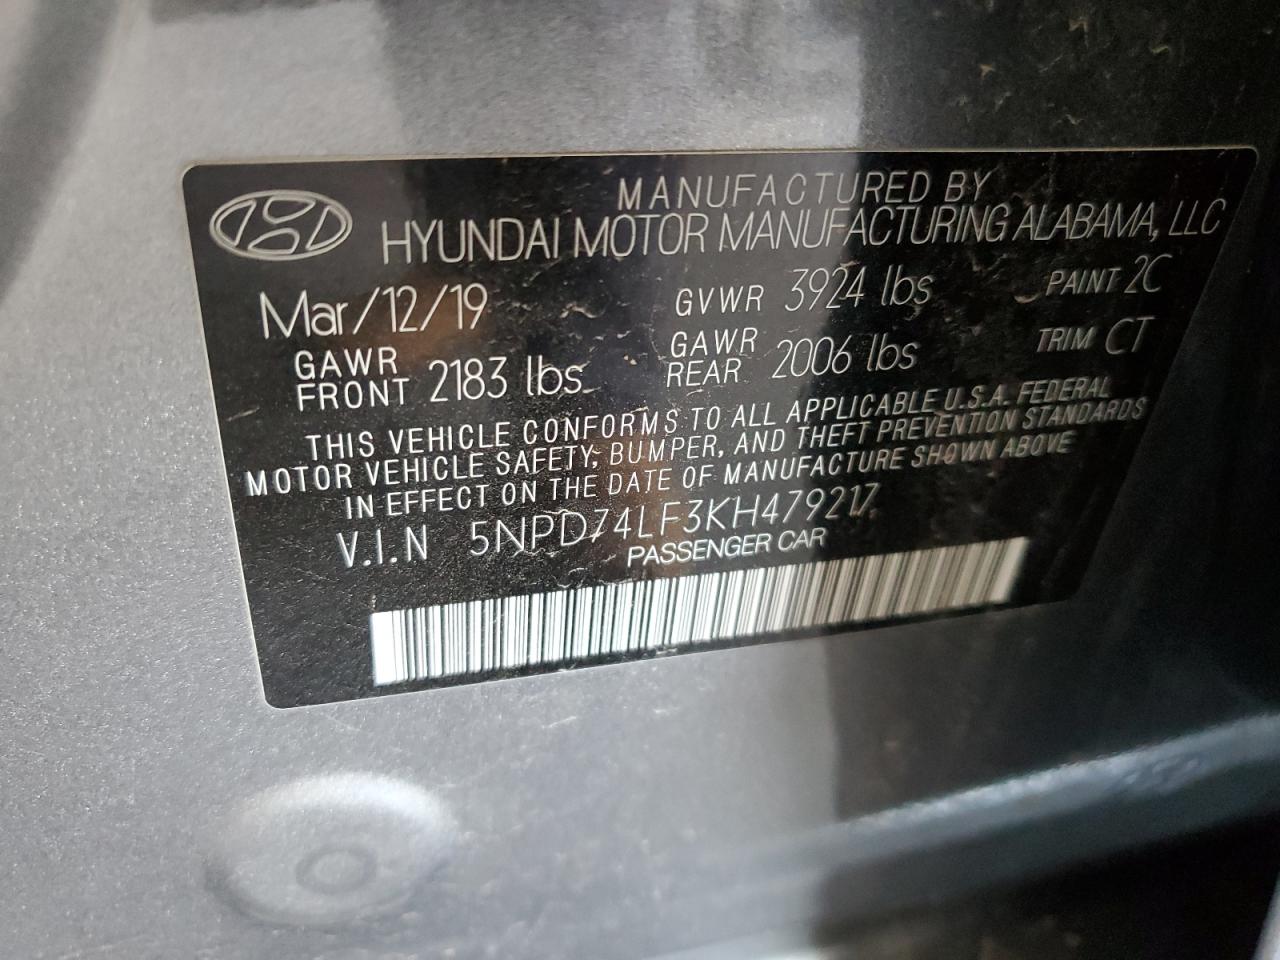 MANUFACTURED BY
HYUNDAI MOTOR MANUFACTURING ALABAMA, LLC
Mar/12/19 GVWR 3924 lbs PAINT 2C
GAWR FRONT 2183 lbs GAWR REAR 2006 lbs TRIM CT
THIS VEHICLE CONFORMS TO ALL APPLICABLE U.S.A. FEDERAL
MOTOR VEHICLE SAFETY, BUMPER, AND THEFT PREVENTION STANDARDS
IN EFFECT ON THE DATE OF MANUFACTURE SHOWN ABOVE
V.I.N 5NPD74LF3KH479217
PASSENGER CAR